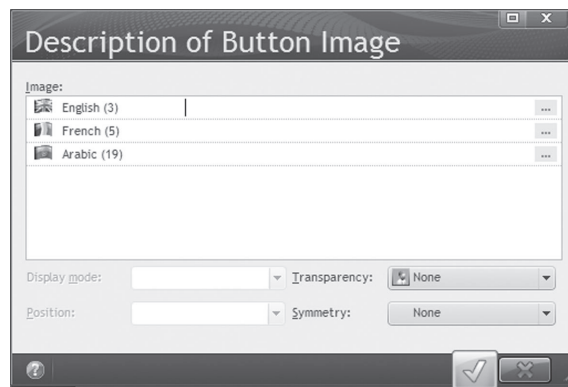 Description of Button Image
Image:
English (3)
...
French (5)
...
Arabic (19)
...
Display mode:
Transparency: None
Position:
Symmetry: None